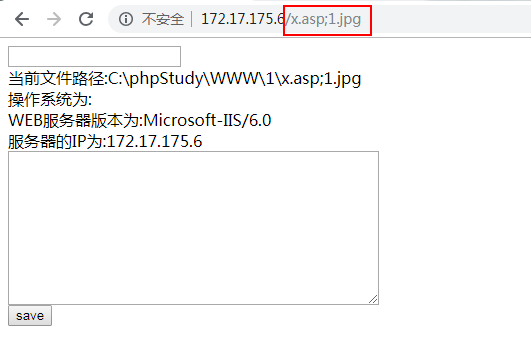 不安全 172.17.175.6/x.asp;1.jpg
当前文件路径:C:\phpStudy\WWW\1\x.asp;1.jpg
操作系统为:
WEB服务器版本为:Microsoft-IIS/6.0
服务器的IP为:172.17.175.6
save